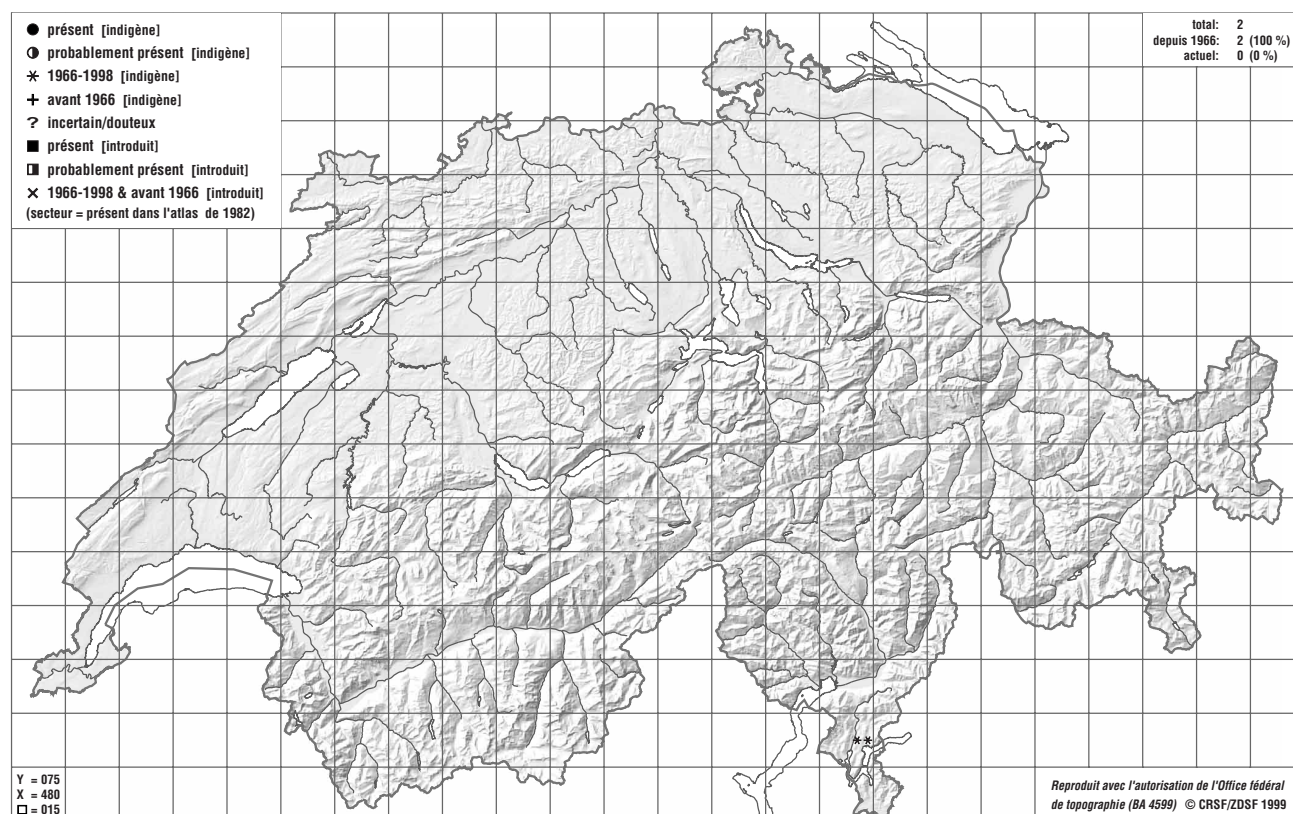 ● présent [indigène]
◑ probablement présent [indigène]
* 1966-1998 [indigène]
+ avant 1966 [indigène]
? incertain/douteux
■ présent [introduit]
◨ probablement présent [introduit]
× 1966-1998 & avant 1966 [introduit]
(secteur = présent dans l'atlas de 1982)
total: 2
depuis 1966: 2 (100 %)
actuel: 0 (0 %)
Y = 075
X = 480
□ = 015
Reproduit avec l'autorisation de l'Office fédéral
de topographie (BA 4599) © CRSF/ZDSF 1999